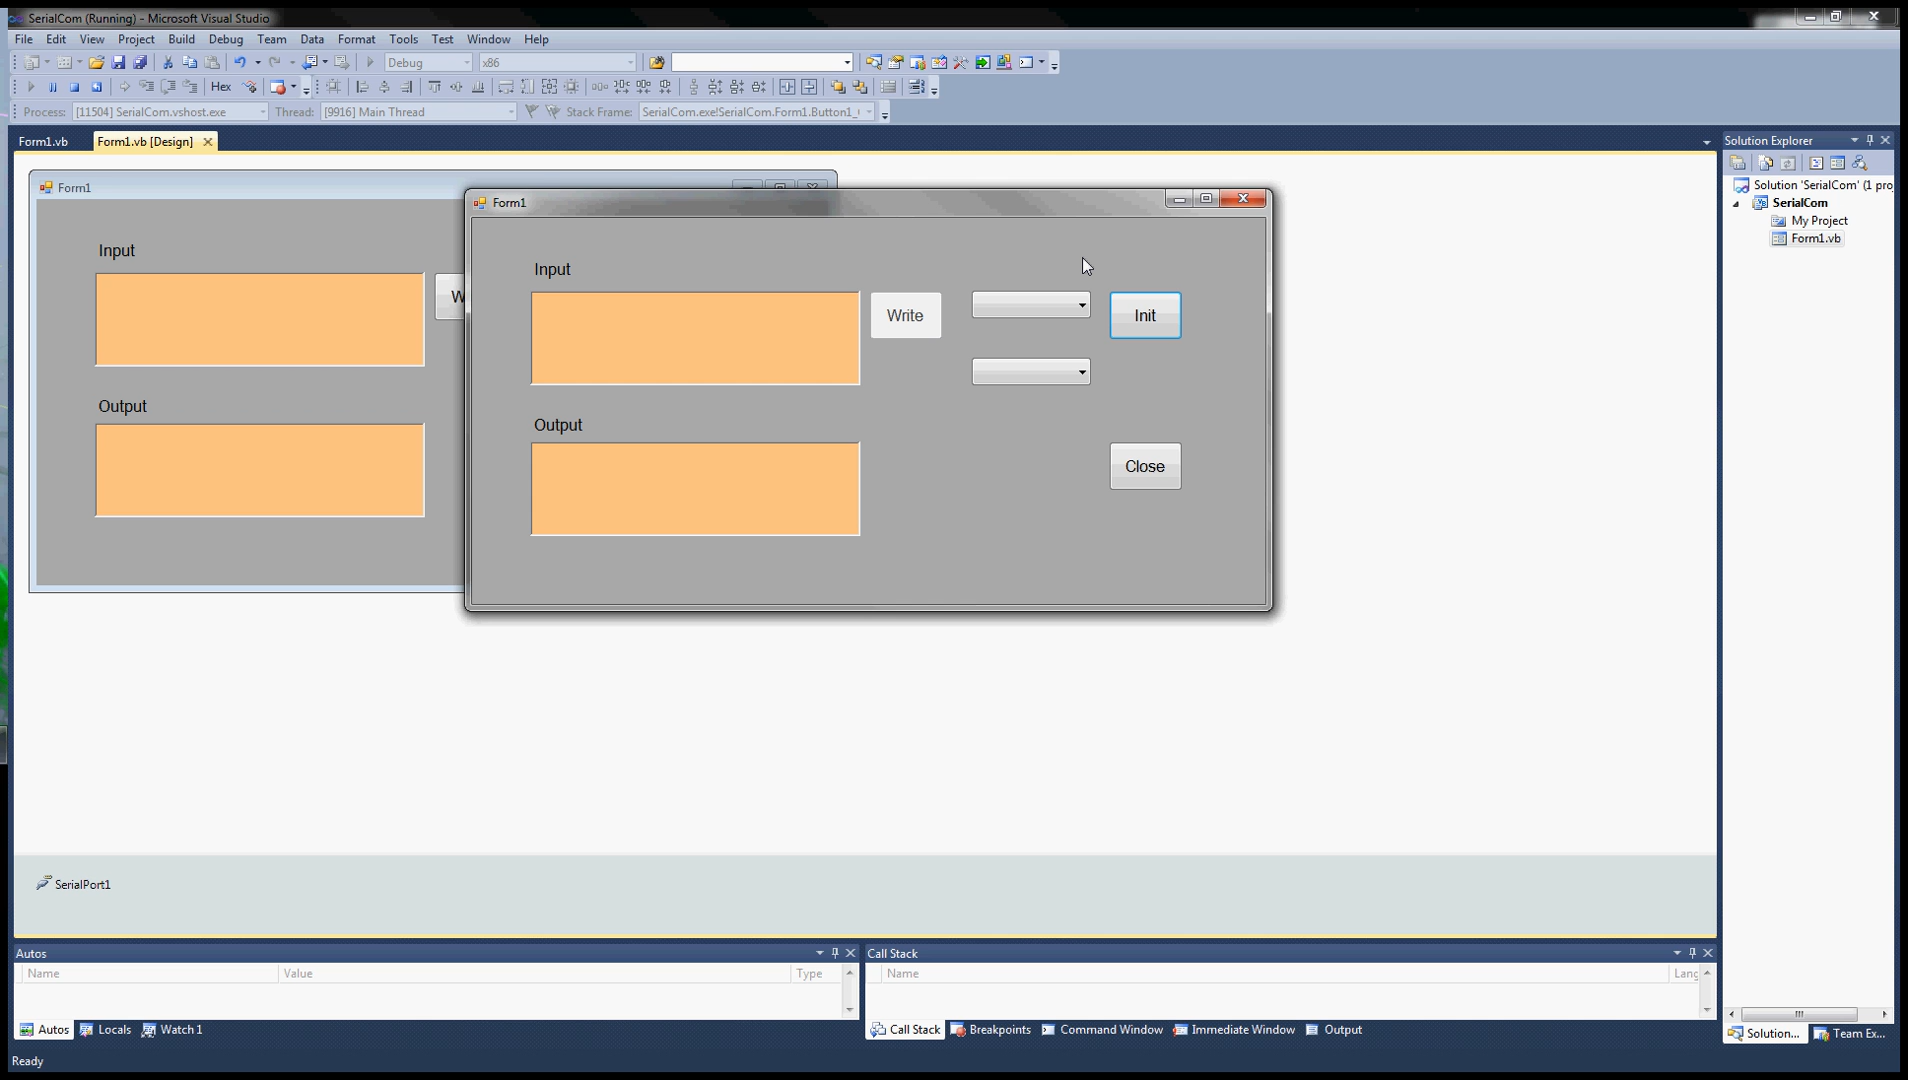 SerialCom (Running) - Microsoft Visual Studio
File Edit View Project Build Debug Team Data Format Tools Test Window Help
Debug x86
Hex
Process: [11504] SerialCom.vshost.exe Thread: [9916] Main Thread Stack Frame: SerialCom.exe!SerialCom.Form1.Button1_
Form1.vb Form1.vb [Design]
Solution Explorer
Solution 'SerialCom' (1 pro
SerialCom
My Project
Form1.vb
Form1
Input
W
Output
Form1
Input
Write
Init
Output
Close
SerialPort1
Autos
Name Value Type
Call Stack
Name Lang
Autos Locals Watch 1
Call Stack Breakpoints Command Window Immediate Window Output
Solution... Team Ex...
Ready